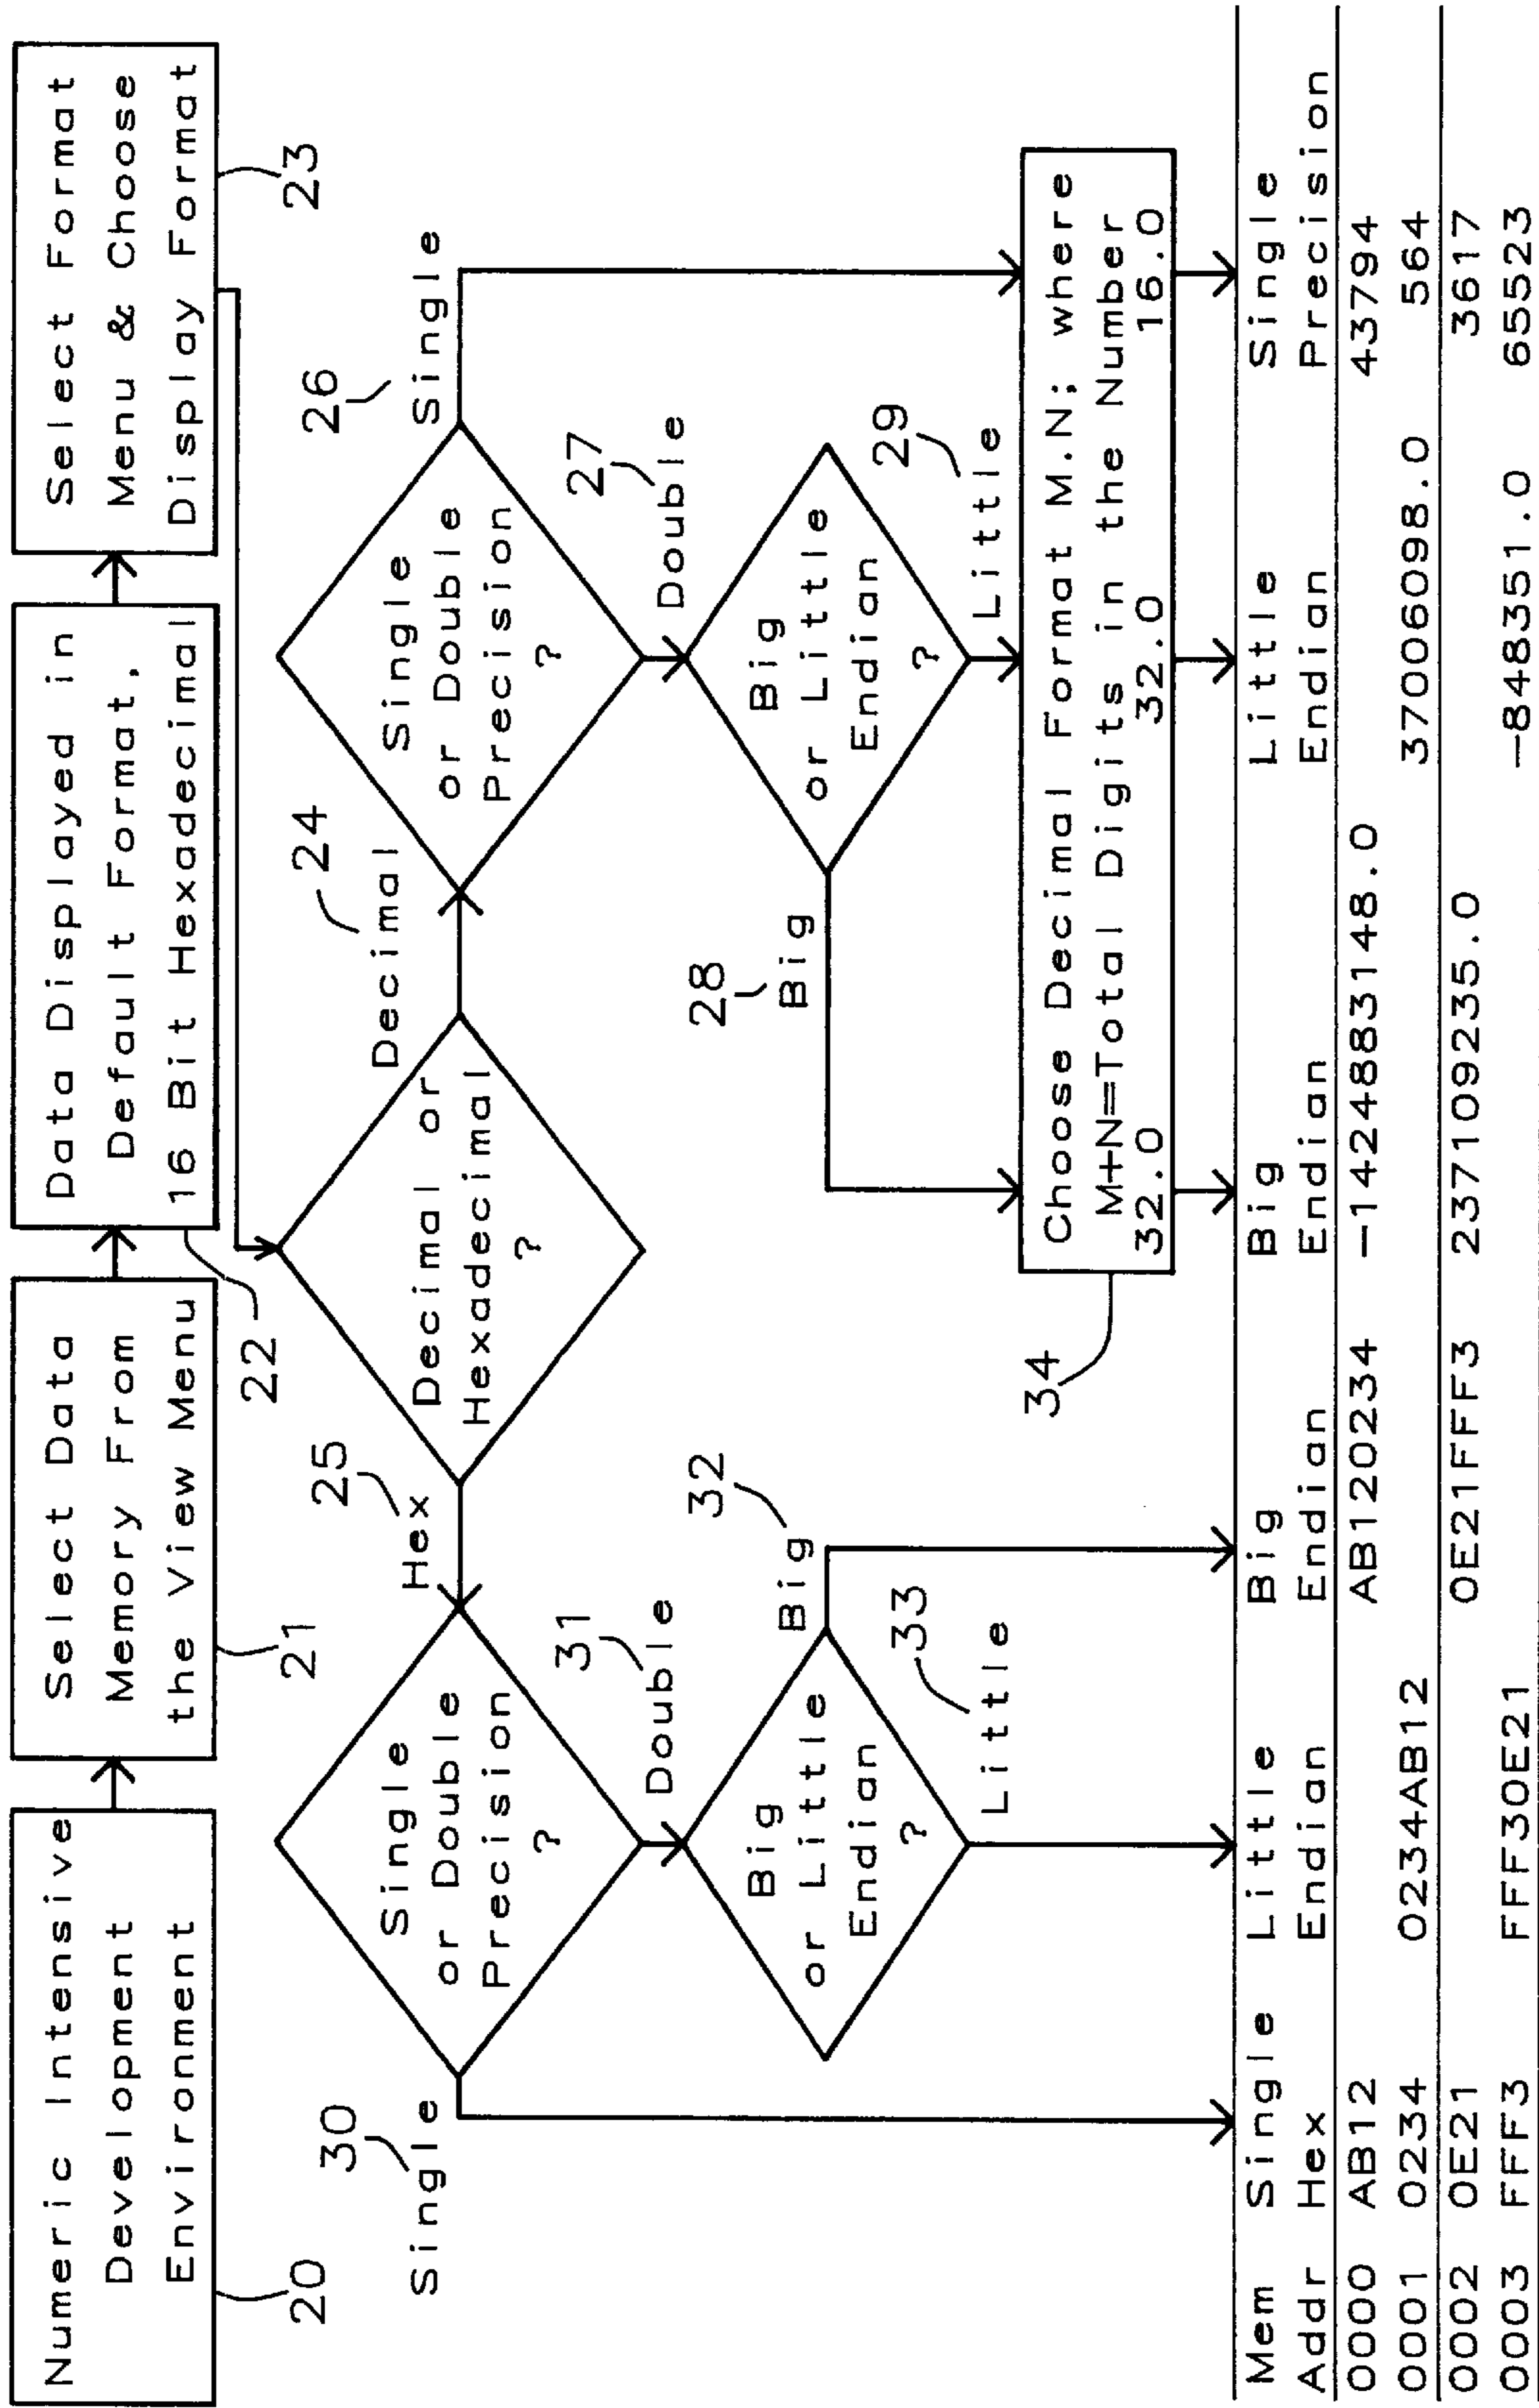 Numeric Intensive
Development
Environment
20
Select Data
Memory From
the View Menu
21
Data Displayed in
Default Format,
16 Bit Hexadecimal
22
Select Format
Menu & Choose
Display Format
23
Decimal or
Hexadecimal
?
25
Hex
24
Decimal
Single
or Double
Precision
?
30
Single
31
Double
Big
or Little
Endian
?
32
Big
33
Little
Single
or Double
Precision
?
26
Single
27
Double
Big
or Little
Endian
?
28
Big
29
Little
34
Choose Decimal Format M.N; where
M+N=Total Digits in the Number
32.0 32.0 16.0
Mem Single Little Big Big Little Single
Addr Hex Endian Endian Endian Endian Precision
0000 AB12 AB120234 -1424883148.0 43794
0001 0234 0234AB12 37006098.0 564
0002 0E21 0E21FFF3 237109235.0 3617
0003 FFF3 FFF30E21 -848351.0 65523